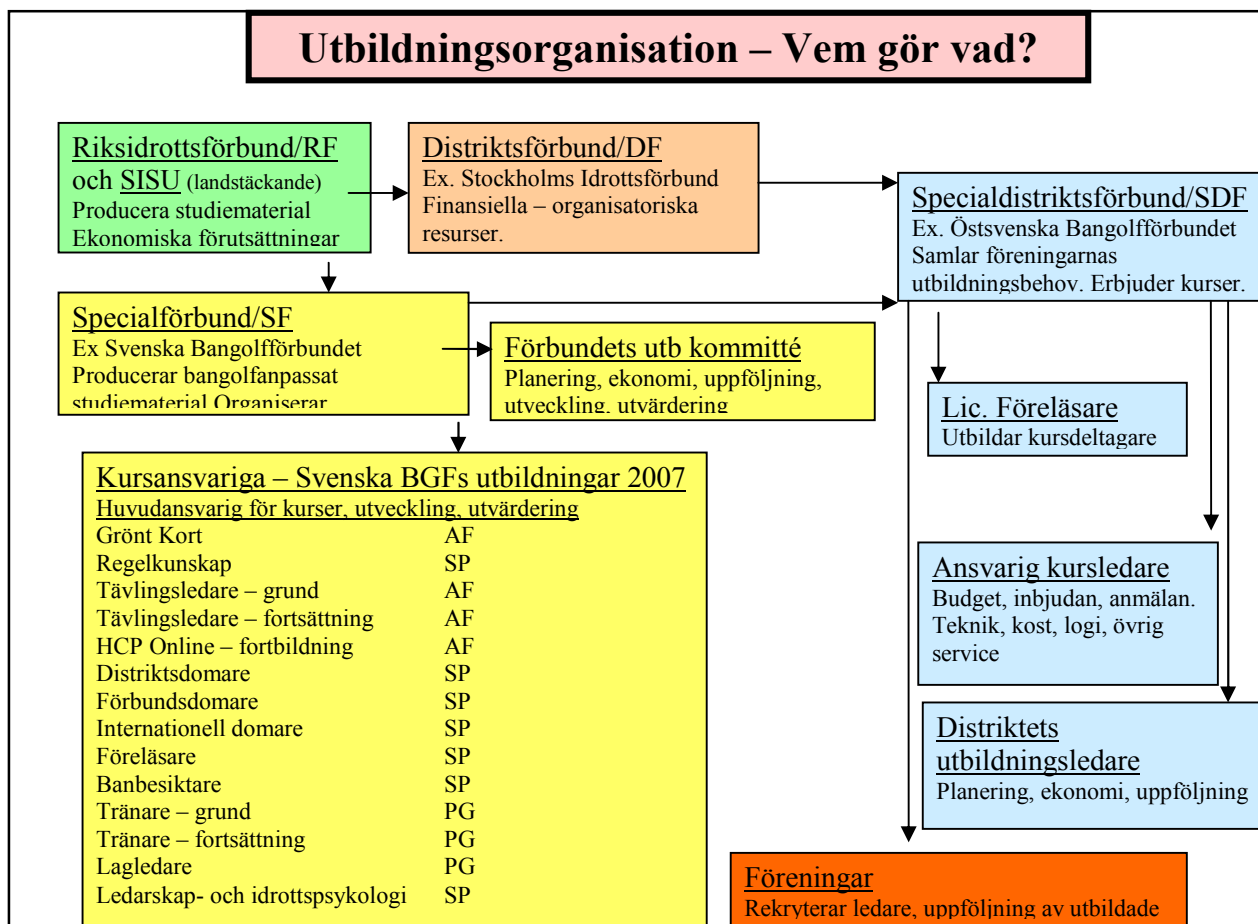 Utbildningsorganisation – Vem gör vad?
Riksidrottsförbund/RF
och SISU (landstäckande)
Producera studiematerial
Ekonomiska förutsättningar
Distriktsförbund/DF
Ex. Stockholms Idrottsförbund
Finansiella – organisatoriska
resurser.
Specialdistriktsförbund/SDF
Ex. Östsvenska Bangolfförbundet
Samlar föreningarnas
utbildningsbehov. Erbjuder kurser.
Specialförbund/SF
Ex Svenska Bangolfförbundet
Producerar bangolfanpassat
studiematerial Organiserar
Förbundets utb kommitté
Planering, ekonomi, uppföljning,
utveckling, utvärdering
Lic. Föreläsare
Utbildar kursdeltagare
Kursansvariga – Svenska BGFs utbildningar 2007
Huvudansvarig för kurser, utveckling, utvärdering
Grönt Kort AF
Regelkunskap SP
Tävlingsledare – grund AF
Tävlingsledare – fortsättning AF
HCP Online – fortbildning AF
Distriktsdomare SP
Förbundsdomare SP
Internationell domare SP
Föreläsare SP
Banbesiktare SP
Tränare – grund PG
Tränare – fortsättning PG
Lagledare PG
Ledarskap- och idrottspsykologi SP
Ansvarig kursledare
Budget, inbjudan, anmälan.
Teknik, kost, logi, övrig
service
Distriktets
utbildningsledare
Planering, ekonomi, uppföljning
Föreningar
Rekryterar ledare, uppföljning av utbildade